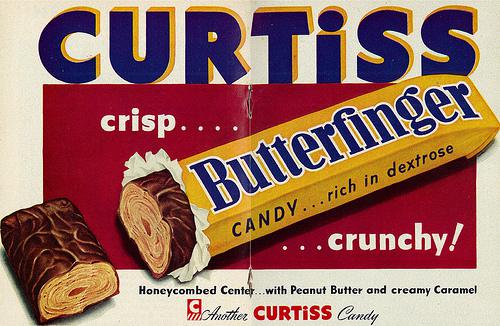 CURTiSS
crisp....
Butterfinger
CANDY...rich in dextrose
...crunchy!
Honeycombed Center...with Peanut Butter and creamy Caramel
C Another CURTiSS Candy